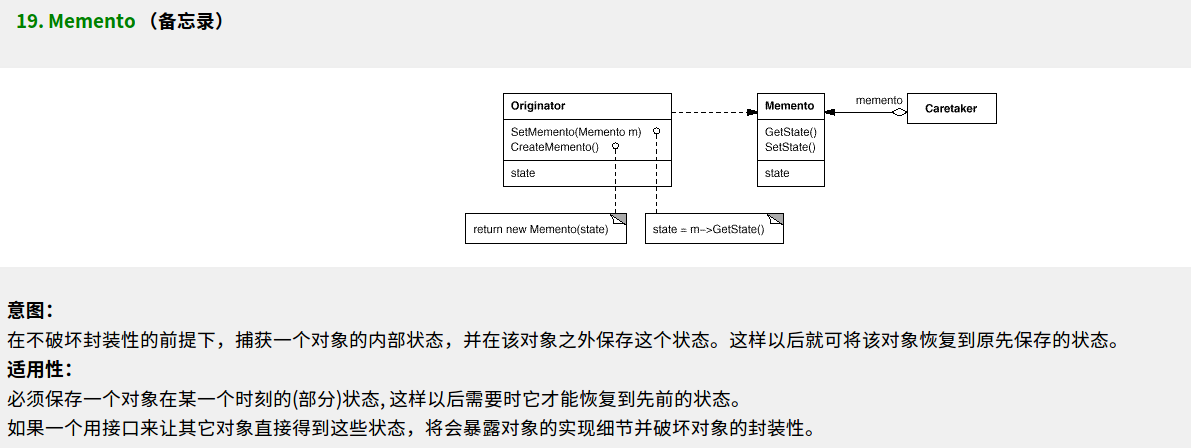 19. Memento（备忘录）
Originator
SetMemento(Memento m)
CreateMemento()
state
Memento
GetState()
SetState()
state
memento
Caretaker
return new Memento(state)
state = m->GetState()
意图：
在不破坏封装性的前提下，捕获一个对象的内部状态，并在该对象之外保存这个状态。这样以后就可将该对象恢复到原先保存的状态。
适用性：
必须保存一个对象在某一个时刻的(部分)状态, 这样以后需要时它才能恢复到先前的状态。
如果一个用接口来让其它对象直接得到这些状态，将会暴露对象的实现细节并破坏对象的封装性。